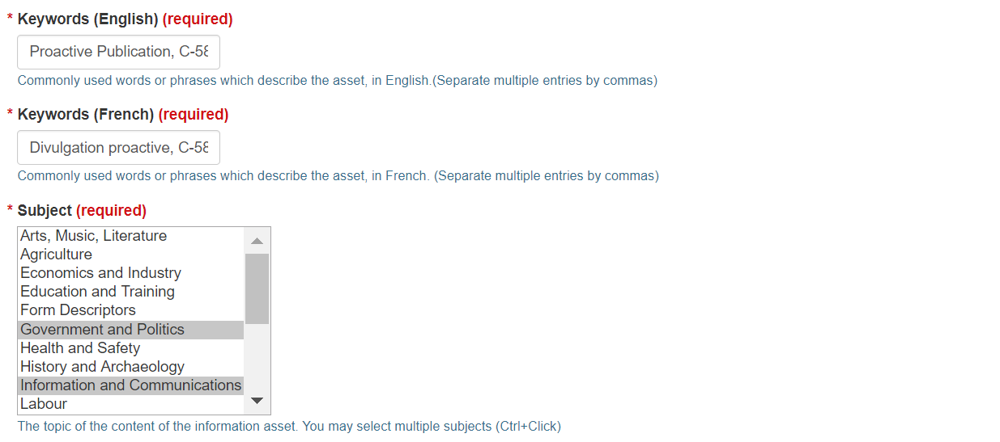 * Keywords (English) (required)
Proactive Publication, C-58
Commonly used words or phrases which describe the asset, in English.(Separate multiple entries by commas)
* Keywords (French) (required)
Divulgation proactive, C-58
Commonly used words or phrases which describe the asset, in French. (Separate multiple entries by commas)
* Subject (required)
Arts, Music, Literature
Agriculture
Economics and Industry
Education and Training
Form Descriptors
Government and Politics
Health and Safety
History and Archaeology
Information and Communications
Labour
The topic of the content of the information asset. You may select multiple subjects (Ctrl+Click)